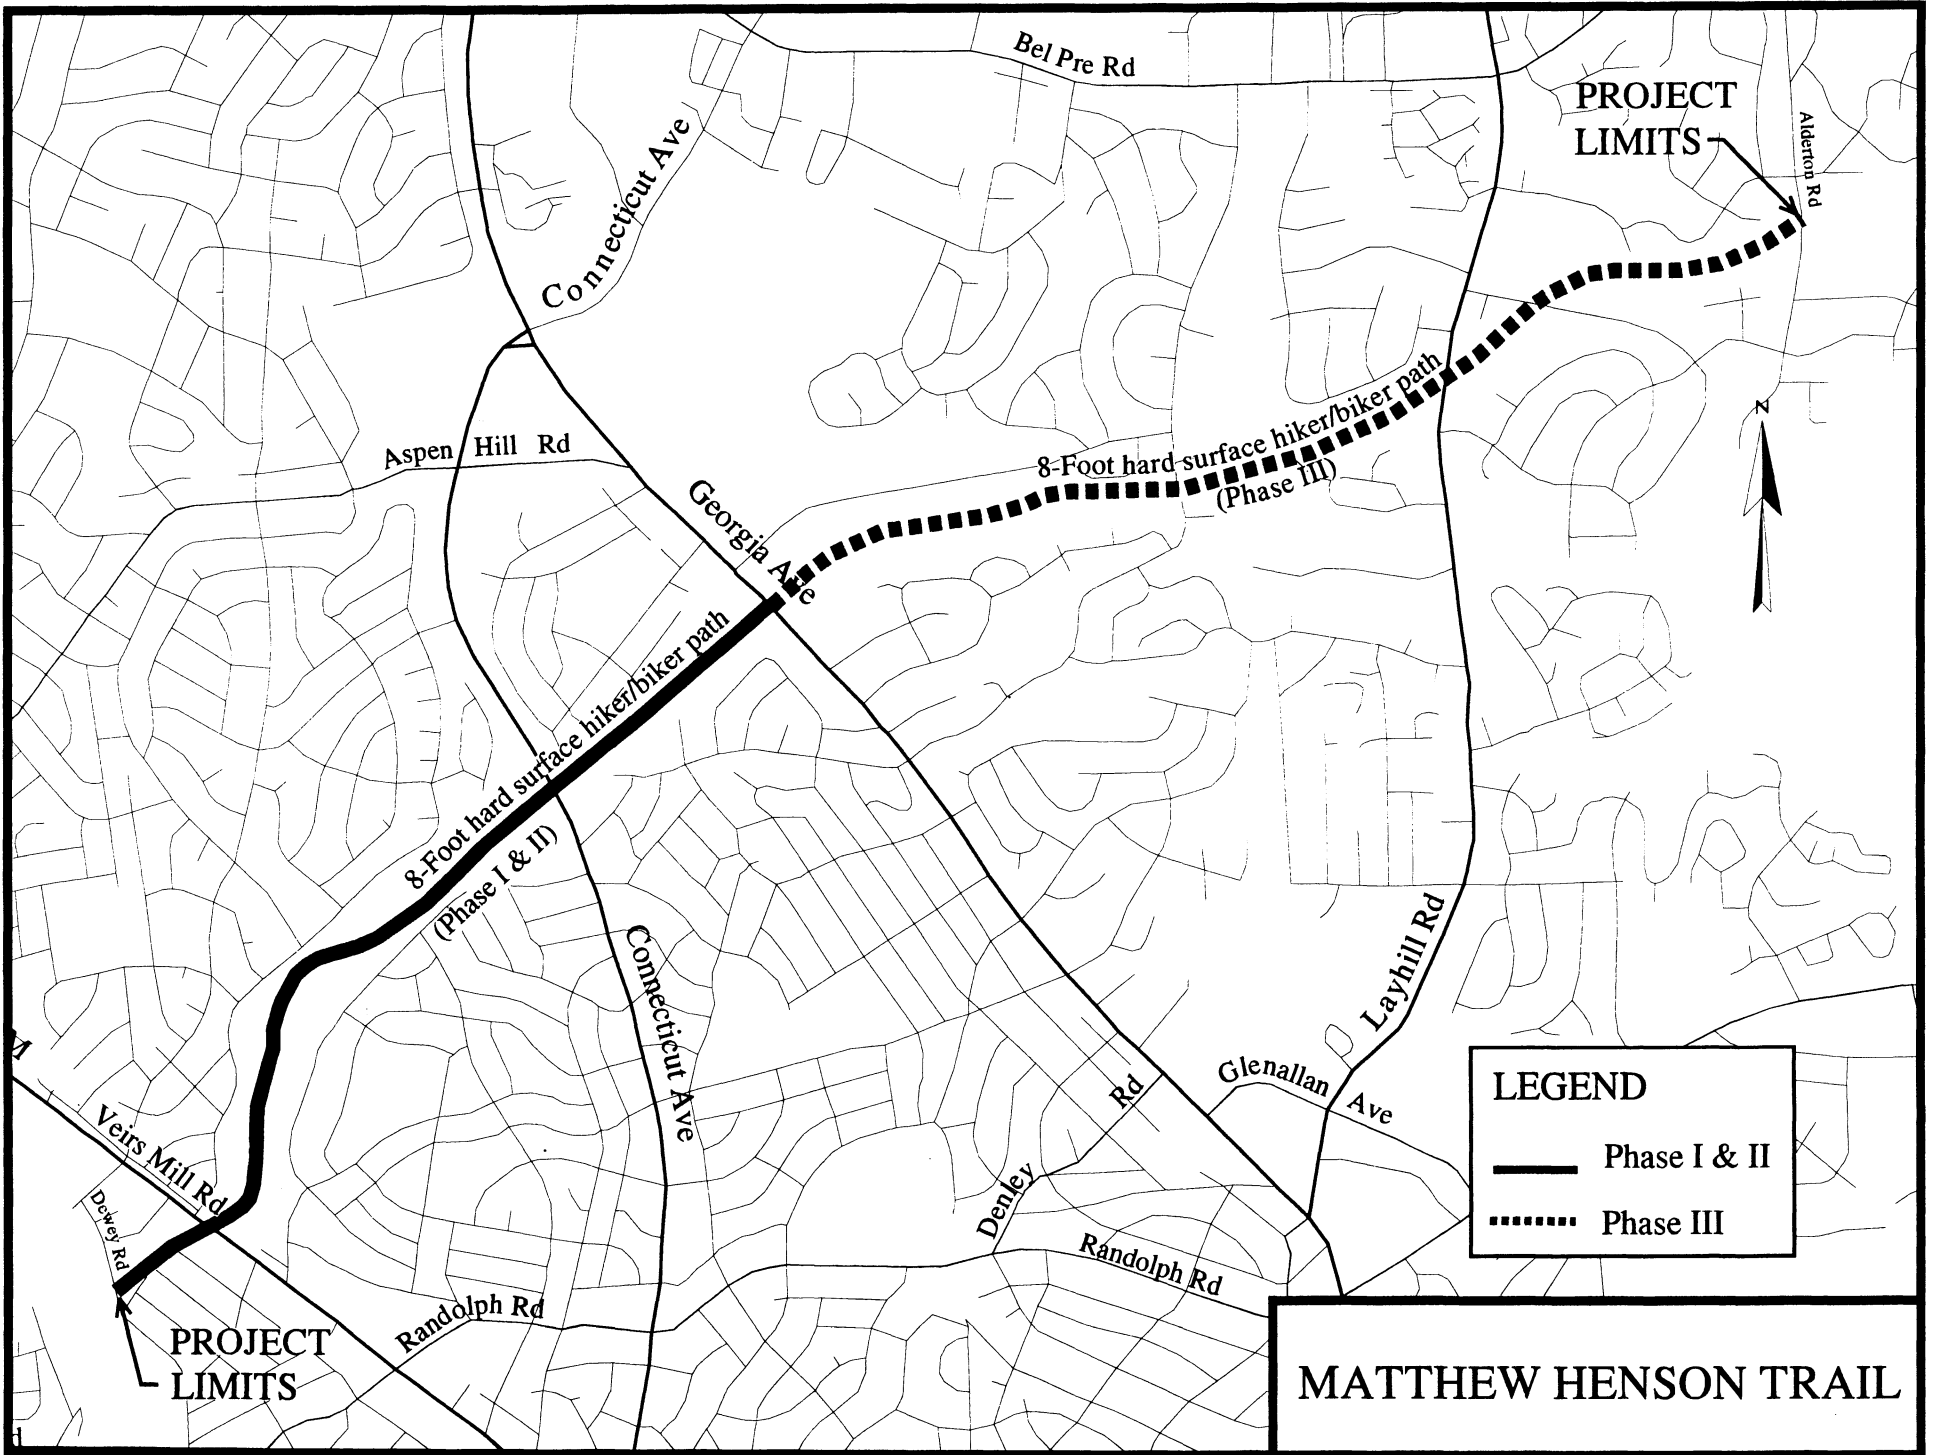 Bel Pre Rd
PROJECT
LIMITS
Alderton Rd
Connecticut Ave
Aspen Hill Rd
Georgia Ave
8-Foot hard surface hiker/biker path
(Phase III)
N
8-Foot hard surface hiker/biker path
(Phase I & II)
Connecticut Ave
Layhill Rd
Glenallan Ave
Veirs Mill Rd
Dewey Rd
Denley Rd
Randolph Rd
Randolph Rd
PROJECT
LIMITS
LEGEND
Phase I & II
Phase III
MATTHEW HENSON TRAIL